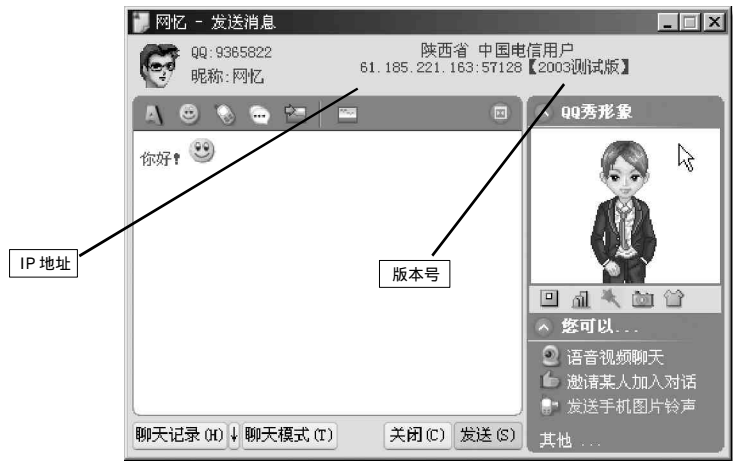 网忆 - 发送消息
QQ:9365822
昵称:网忆
陕西省 中国电信用户
61.185.221.163:57128【2003测试版】
QQ秀形象
你好!
IP 地址
版本号
您可以...
语音视频聊天
邀请某人加入对话
发送手机图片铃声
其他 ...
聊天记录(H)
聊天模式(T)
关闭(C)
发送(S)